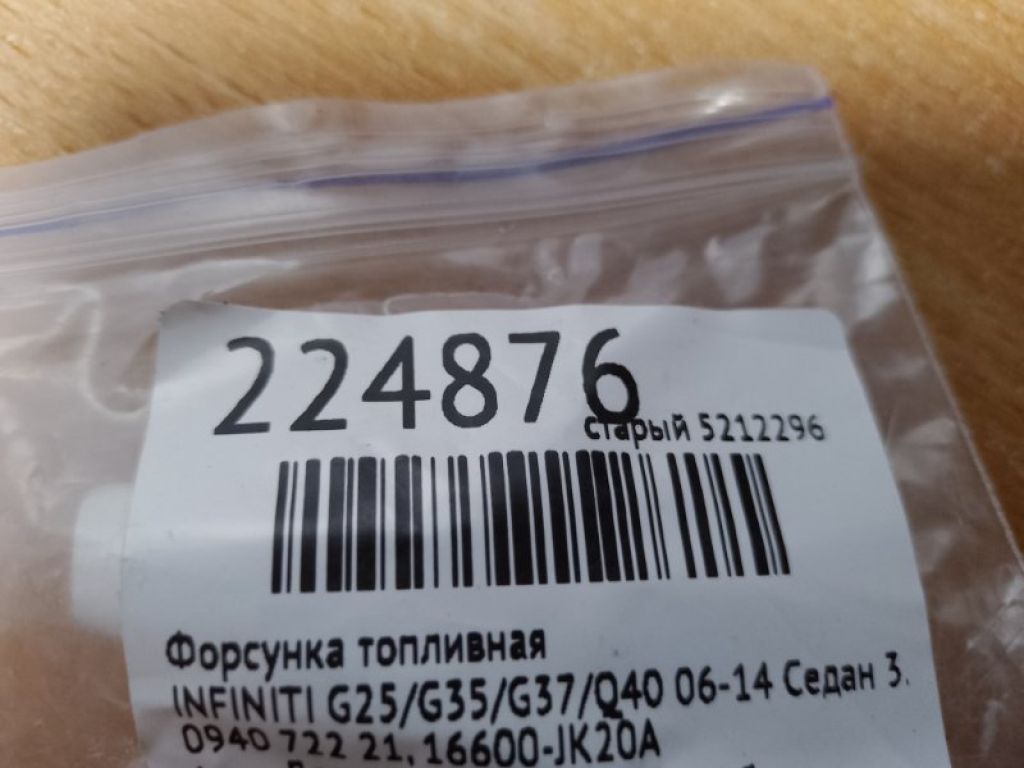 224876
старый 5212296
Форсунка топливная
INFINITI G25/G35/G37/Q40 06-14 Седан 3.
0940 722 21, 16600-JK20A